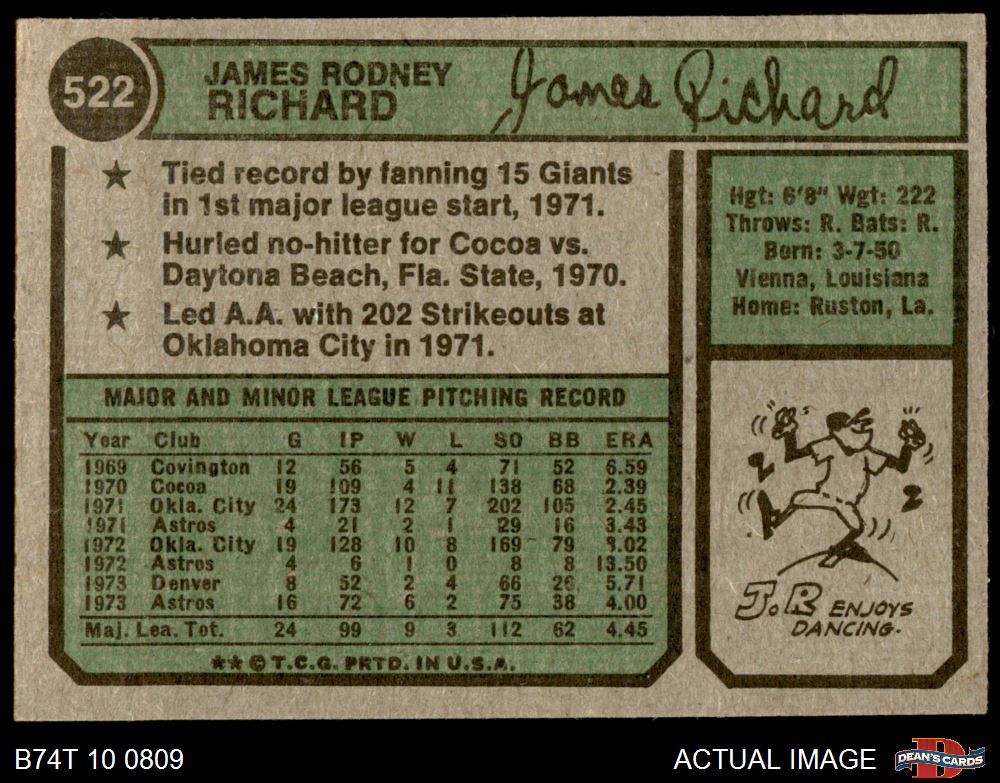 522
JAMES RODNEY
RICHARD
James Richard
★ Tied record by fanning 15 Giants
in 1st major league start, 1971.
★ Hurled no-hitter for Cocoa vs.
Daytona Beach, Fla. State, 1970.
★ Led A.A. with 202 Strikeouts at
Oklahoma City in 1971.
Hgt: 6'8" Wgt: 222
Throws: R. Bats: R.
Born: 3-7-50
Vienna, Louisiana
Home: Ruston, La.
MAJOR AND MINOR LEAGUE PITCHING RECORD
Year Club G IP W L SO BB ERA
1969 Covington 12 56 5 4 71 52 6.59
1970 Cocoa 19 109 4 11 138 68 2.39
1971 Okla. City 24 173 12 7 202 105 2.45
1971 Astros 4 21 2 1 29 16 3.43
1972 Okla. City 19 128 10 8 169 79 3.02
1972 Astros 4 6 1 0 8 8 13.50
1973 Denver 8 52 2 4 66 26 5.71
1973 Astros 16 72 6 2 75 38 4.00
Maj. Lea. Tot. 24 99 9 3 112 62 4.45
★★ © T.C.G. PRTD. IN U.S.A.
J.R. ENJOYS
DANCING.
B74T 10 0809
ACTUAL IMAGE
DEAN'S CARDS